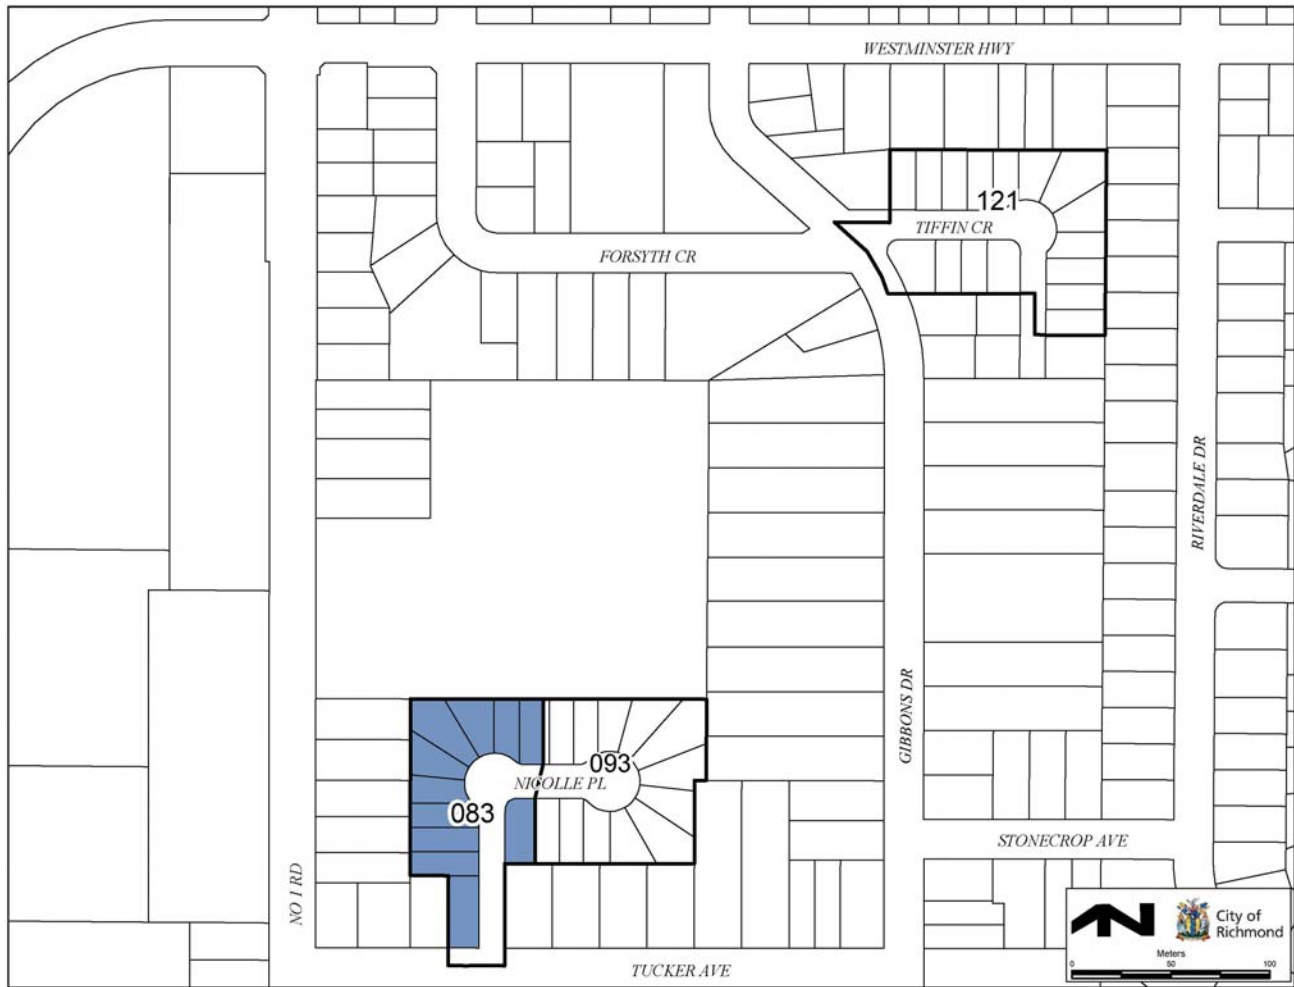 WESTMINSTER HWY
121
TIFFIN CR
FORSYTH CR
RIVERDALE DR
GIBBONS DR
093
NICOLLE PL
083
STONECROP AVE
NO 1 RD
City of
Richmond
Meters
0 50 100
TUCKER AVE